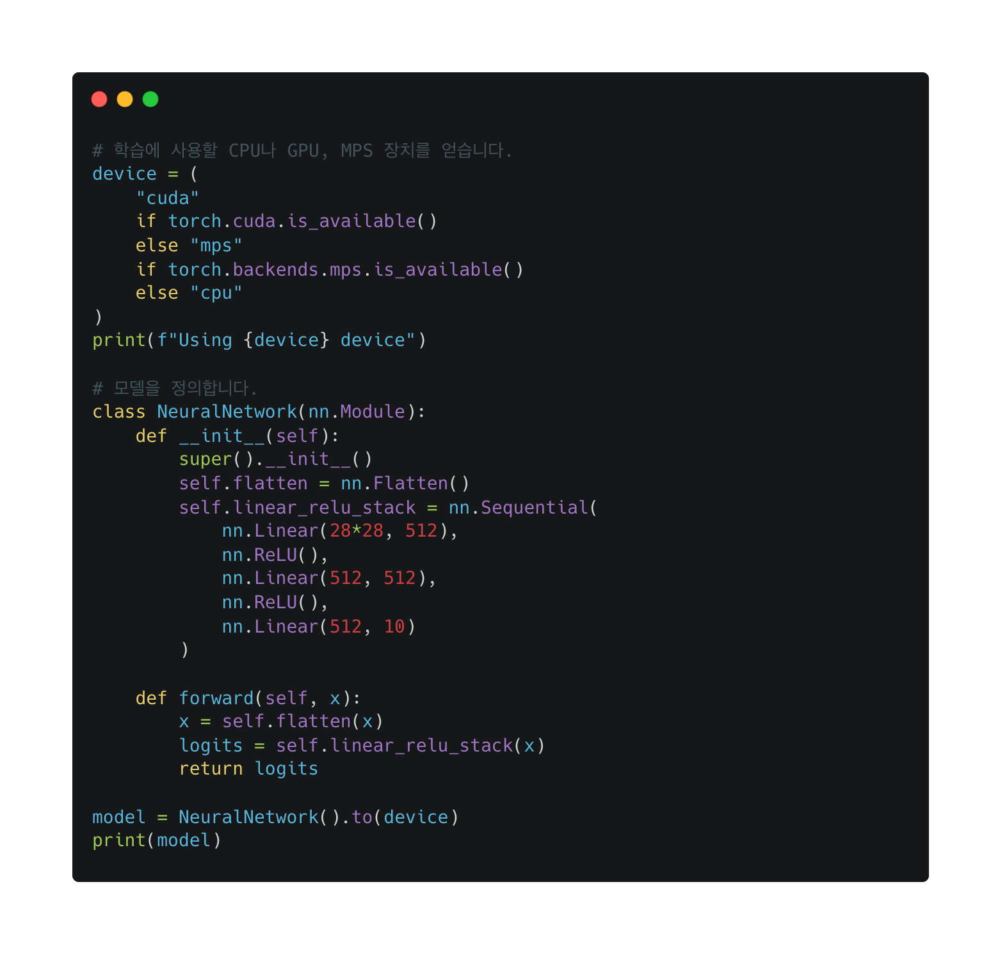 # 학습에 사용할 CPU나 GPU, MPS 장치를 얻습니다.
device = (
    "cuda"
    if torch.cuda.is_available()
    else "mps"
    if torch.backends.mps.is_available()
    else "cpu"
)
print(f"Using {device} device")

# 모델을 정의합니다.
class NeuralNetwork(nn.Module):
    def __init__(self):
        super().__init__()
        self.flatten = nn.Flatten()
        self.linear_relu_stack = nn.Sequential(
            nn.Linear(28*28, 512),
            nn.ReLU(),
            nn.Linear(512, 512),
            nn.ReLU(),
            nn.Linear(512, 10)
        )

    def forward(self, x):
        x = self.flatten(x)
        logits = self.linear_relu_stack(x)
        return logits

model = NeuralNetwork().to(device)
print(model)